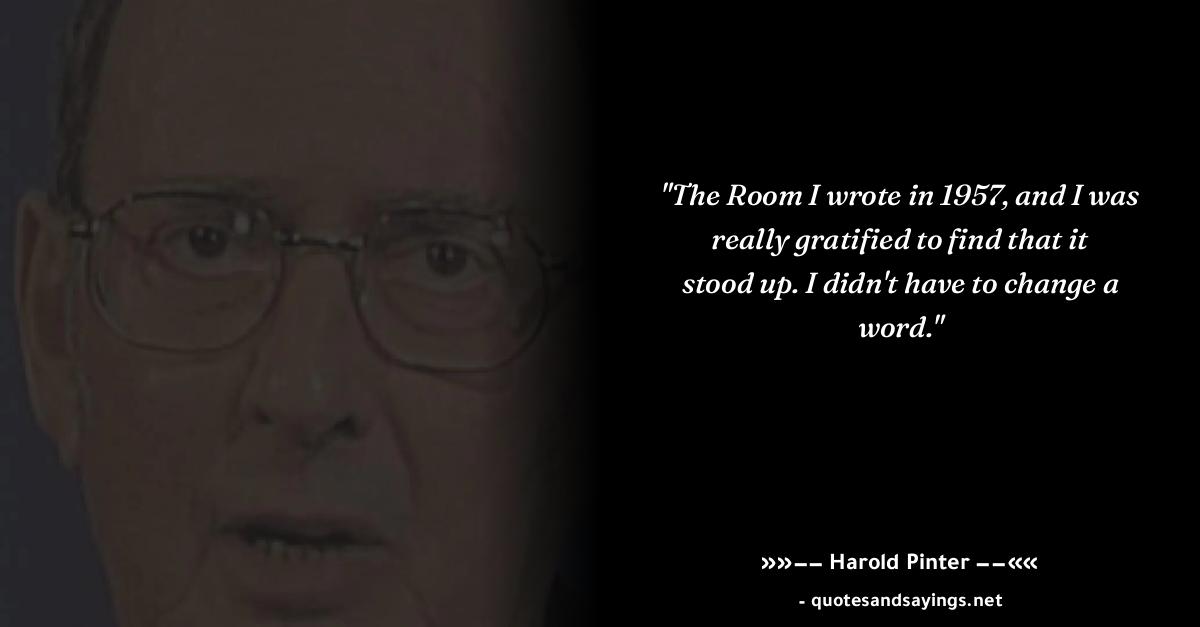 "The Room I wrote in 1957, and I was
really gratified to find that it
stood up. I didn't have to change a
word."
»»–– Harold Pinter ––««
- quotesandsayings.net